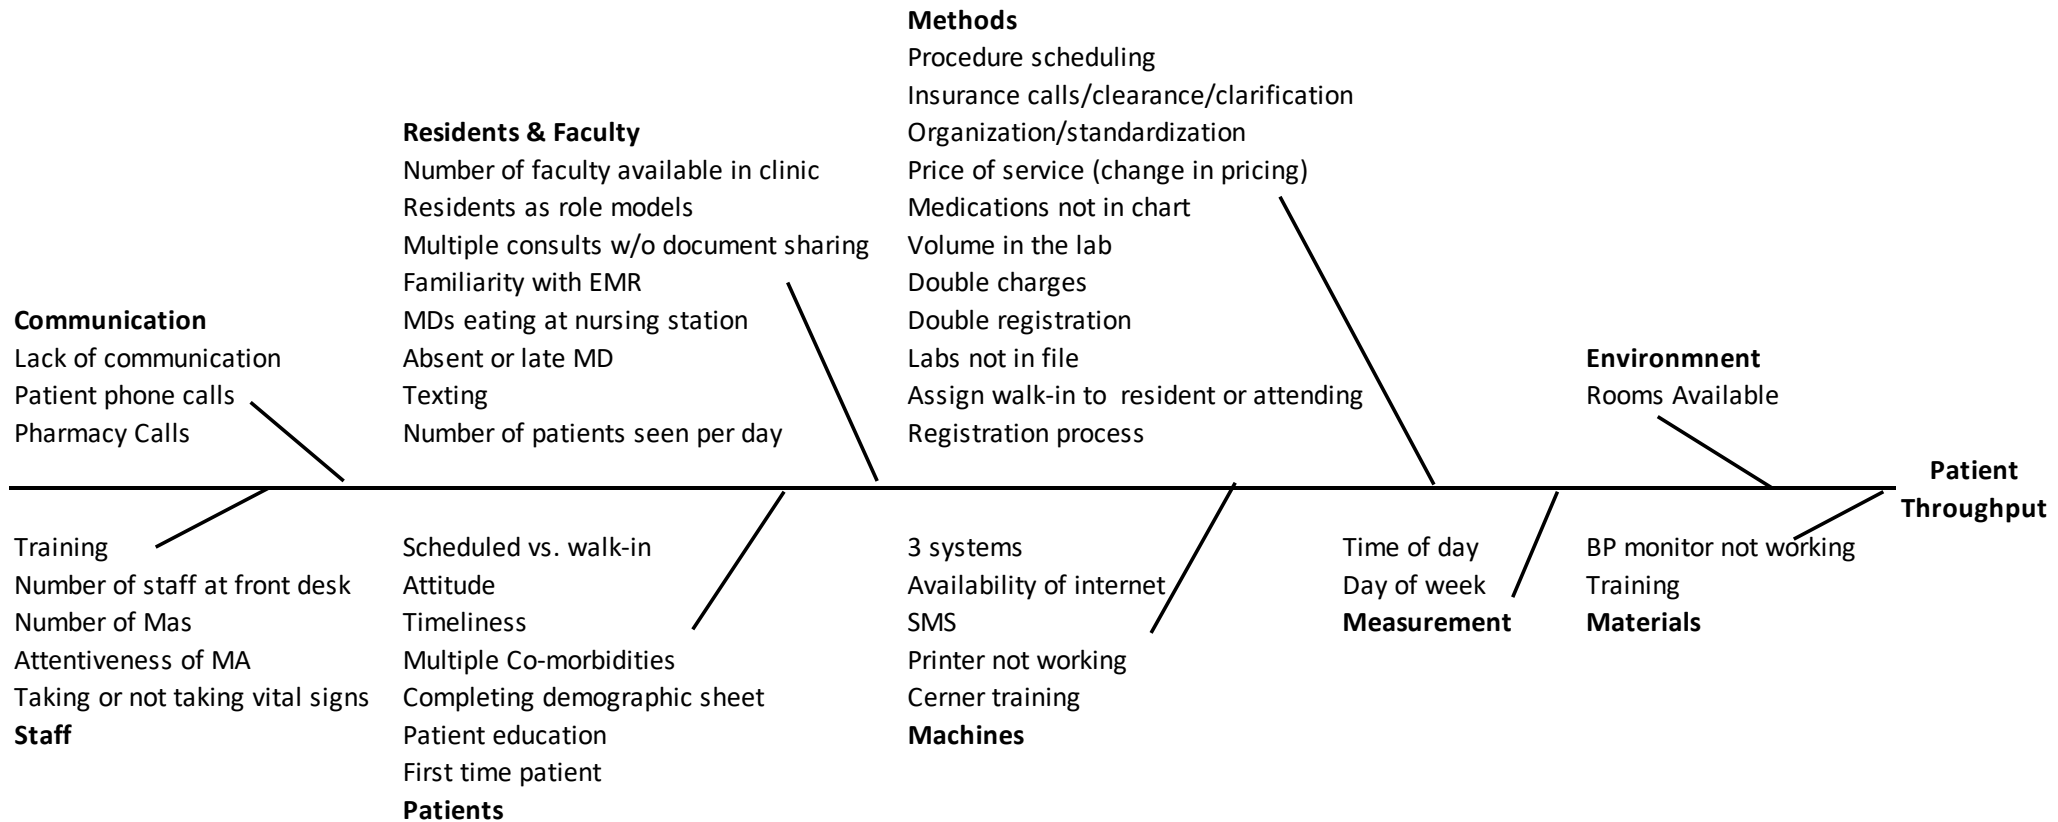 Methods
Procedure scheduling
Insurance calls/clearance/clarification
Organization/standardization
Price of service (change in pricing)
Medications not in chart
Volume in the lab
Double charges
Double registration
Labs not in file
Assign walk-in to  resident or attending
Registration process
Residents & Faculty
Number of faculty available in clinic
Residents as role models
Multiple consults w/o document sharing
Familiarity with EMR
MDs eating at nursing station
Absent or late MD
Texting
Number of patients seen per day
Communication
Lack of communication
Patient phone calls
Pharmacy Calls
Environmnent
Rooms Available
Patient
Throughput
Training
Number of staff at front desk
Number of Mas
Attentiveness of MA
Taking or not taking vital signs
Staff
Scheduled vs. walk-in
Attitude
Timeliness
Multiple Co-morbidities
Completing demographic sheet
Patient education
First time patient
Patients
3 systems
Availability of internet
SMS
Printer not working
Cerner training
Machines
Time of day
Day of week
Measurement
BP monitor not working
Training
Materials